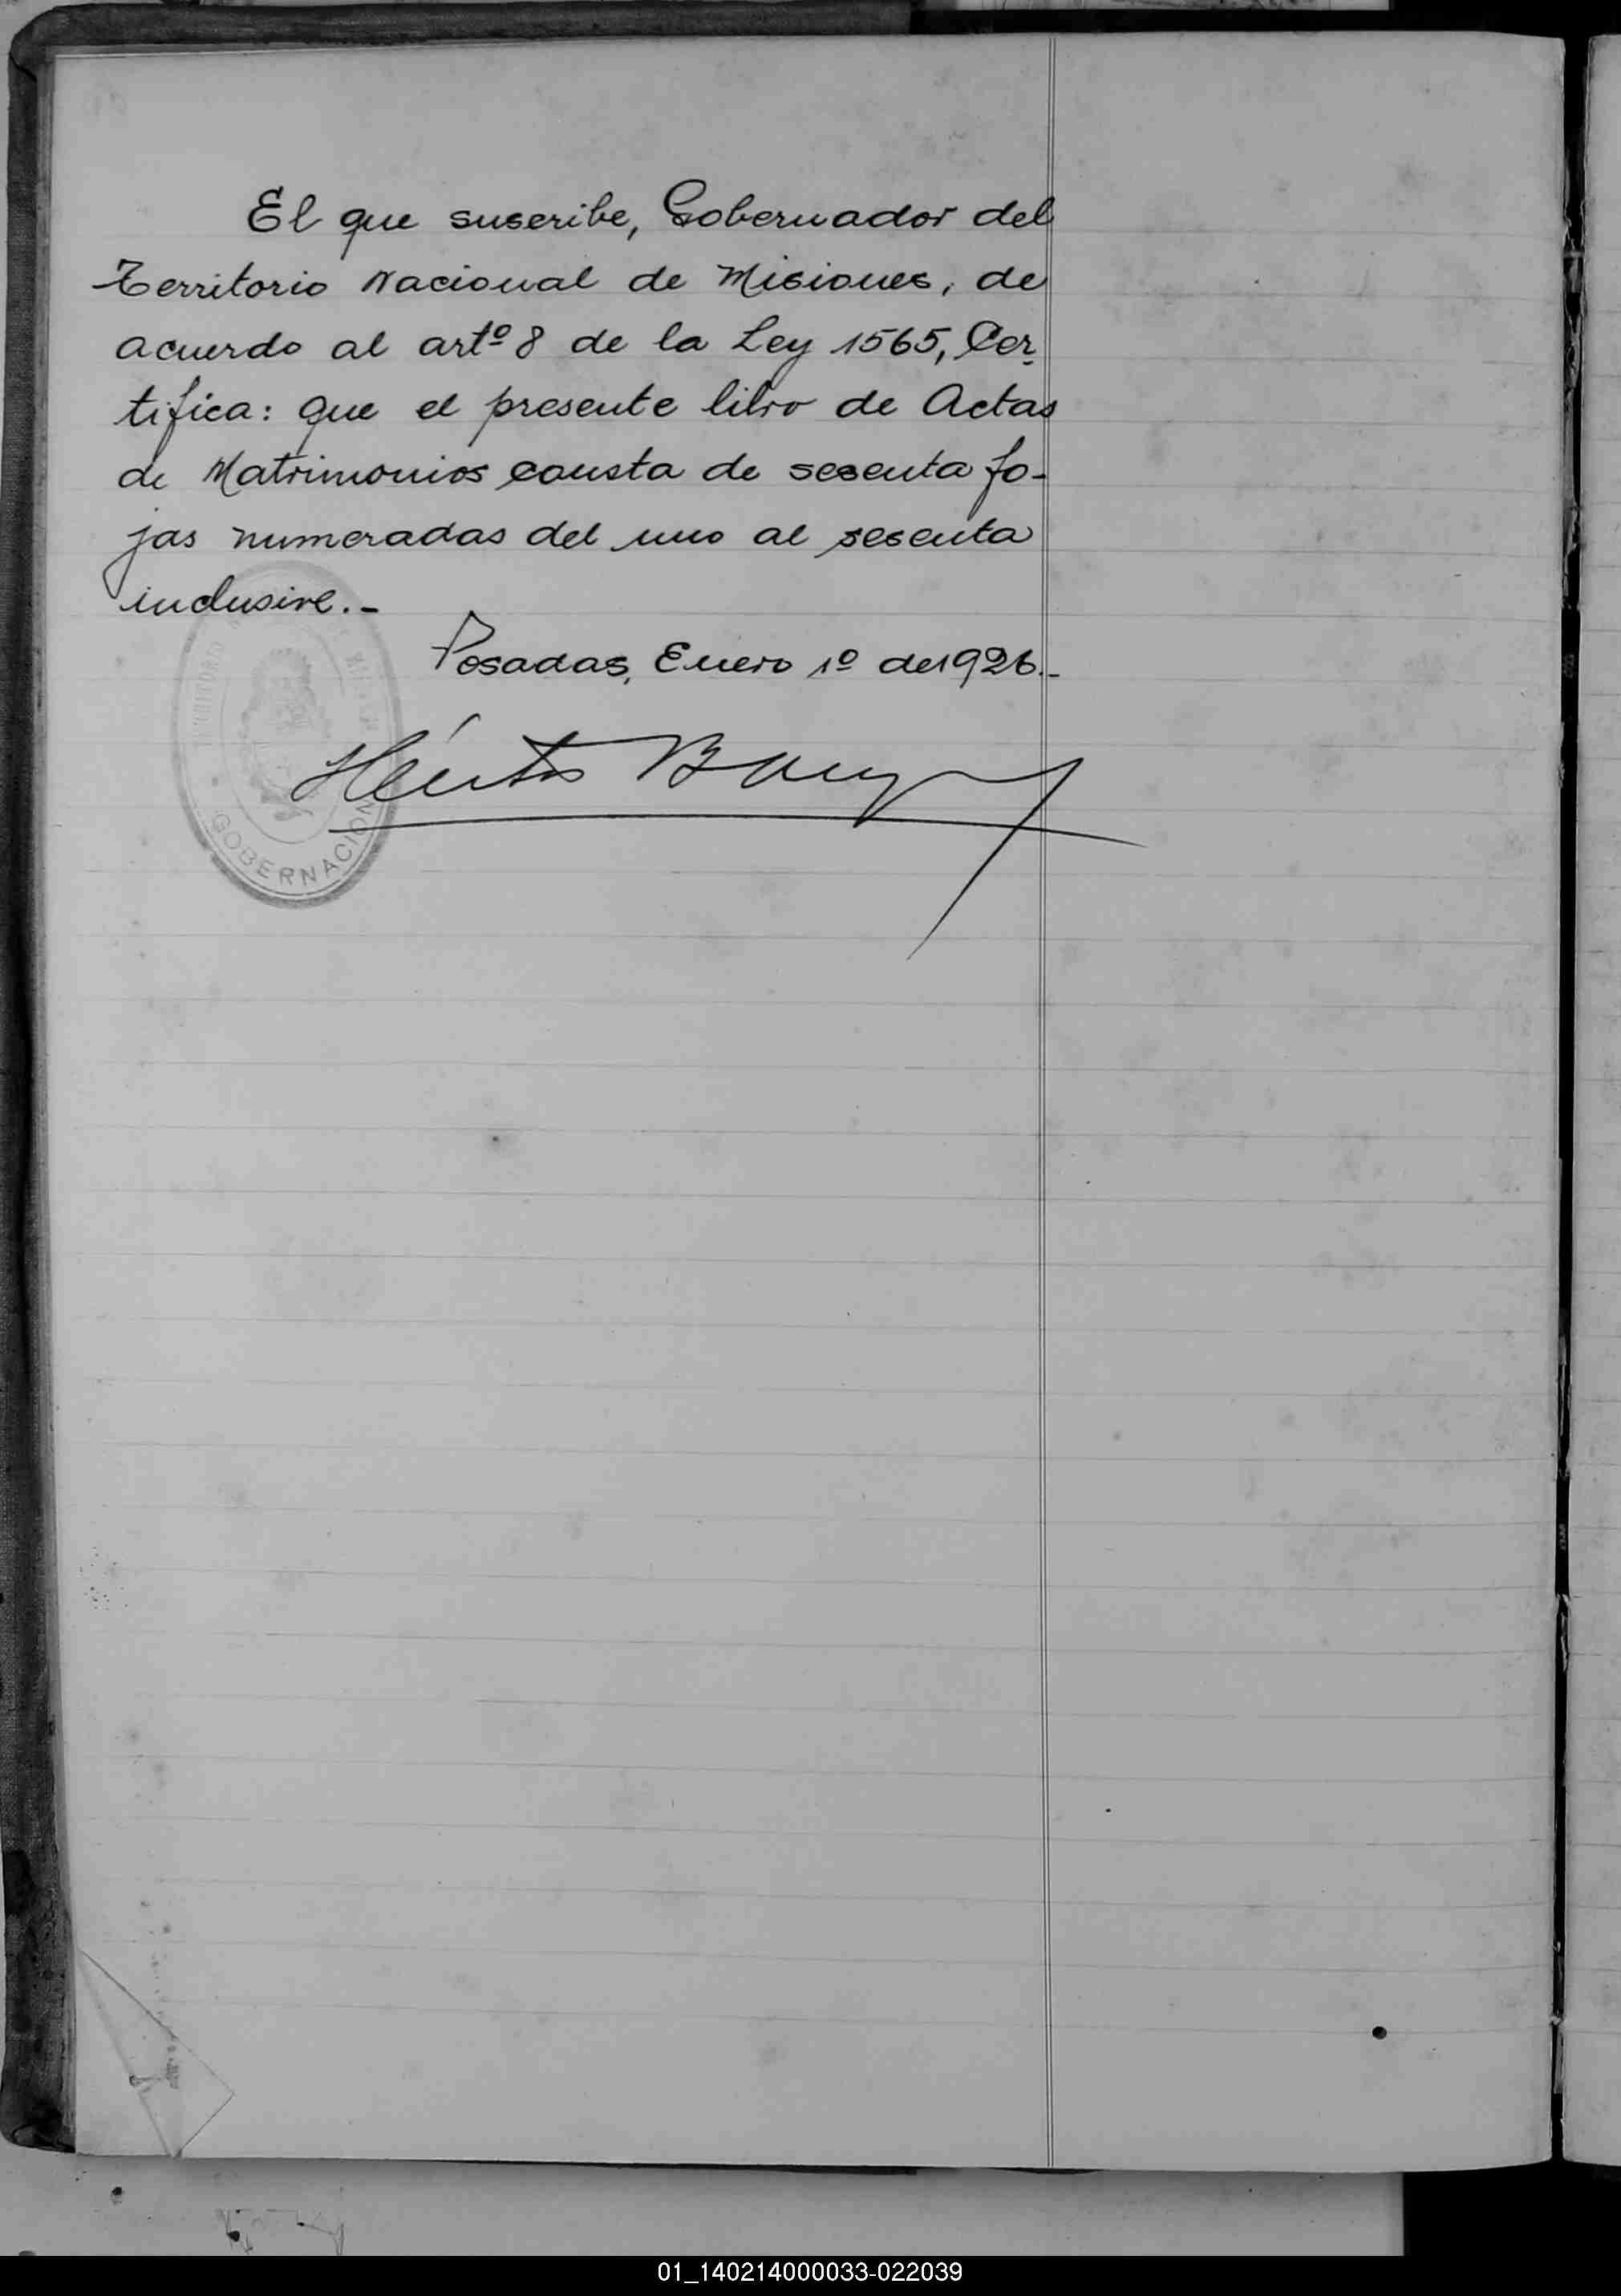 El que suscribe, Gobernador del
Territorio Nacional de Misiones, de
acuerdo al artº 8 de la Ley 1565, Cer-
tifica: que el presente libro de Actas
de Matrimonios consta de sesenta fo-
jas numeradas del uno al sesenta
inclusive.-
Posadas, Enero 1º de 1926.-
Héctor
GOBERNACION
01_140214000033-022039